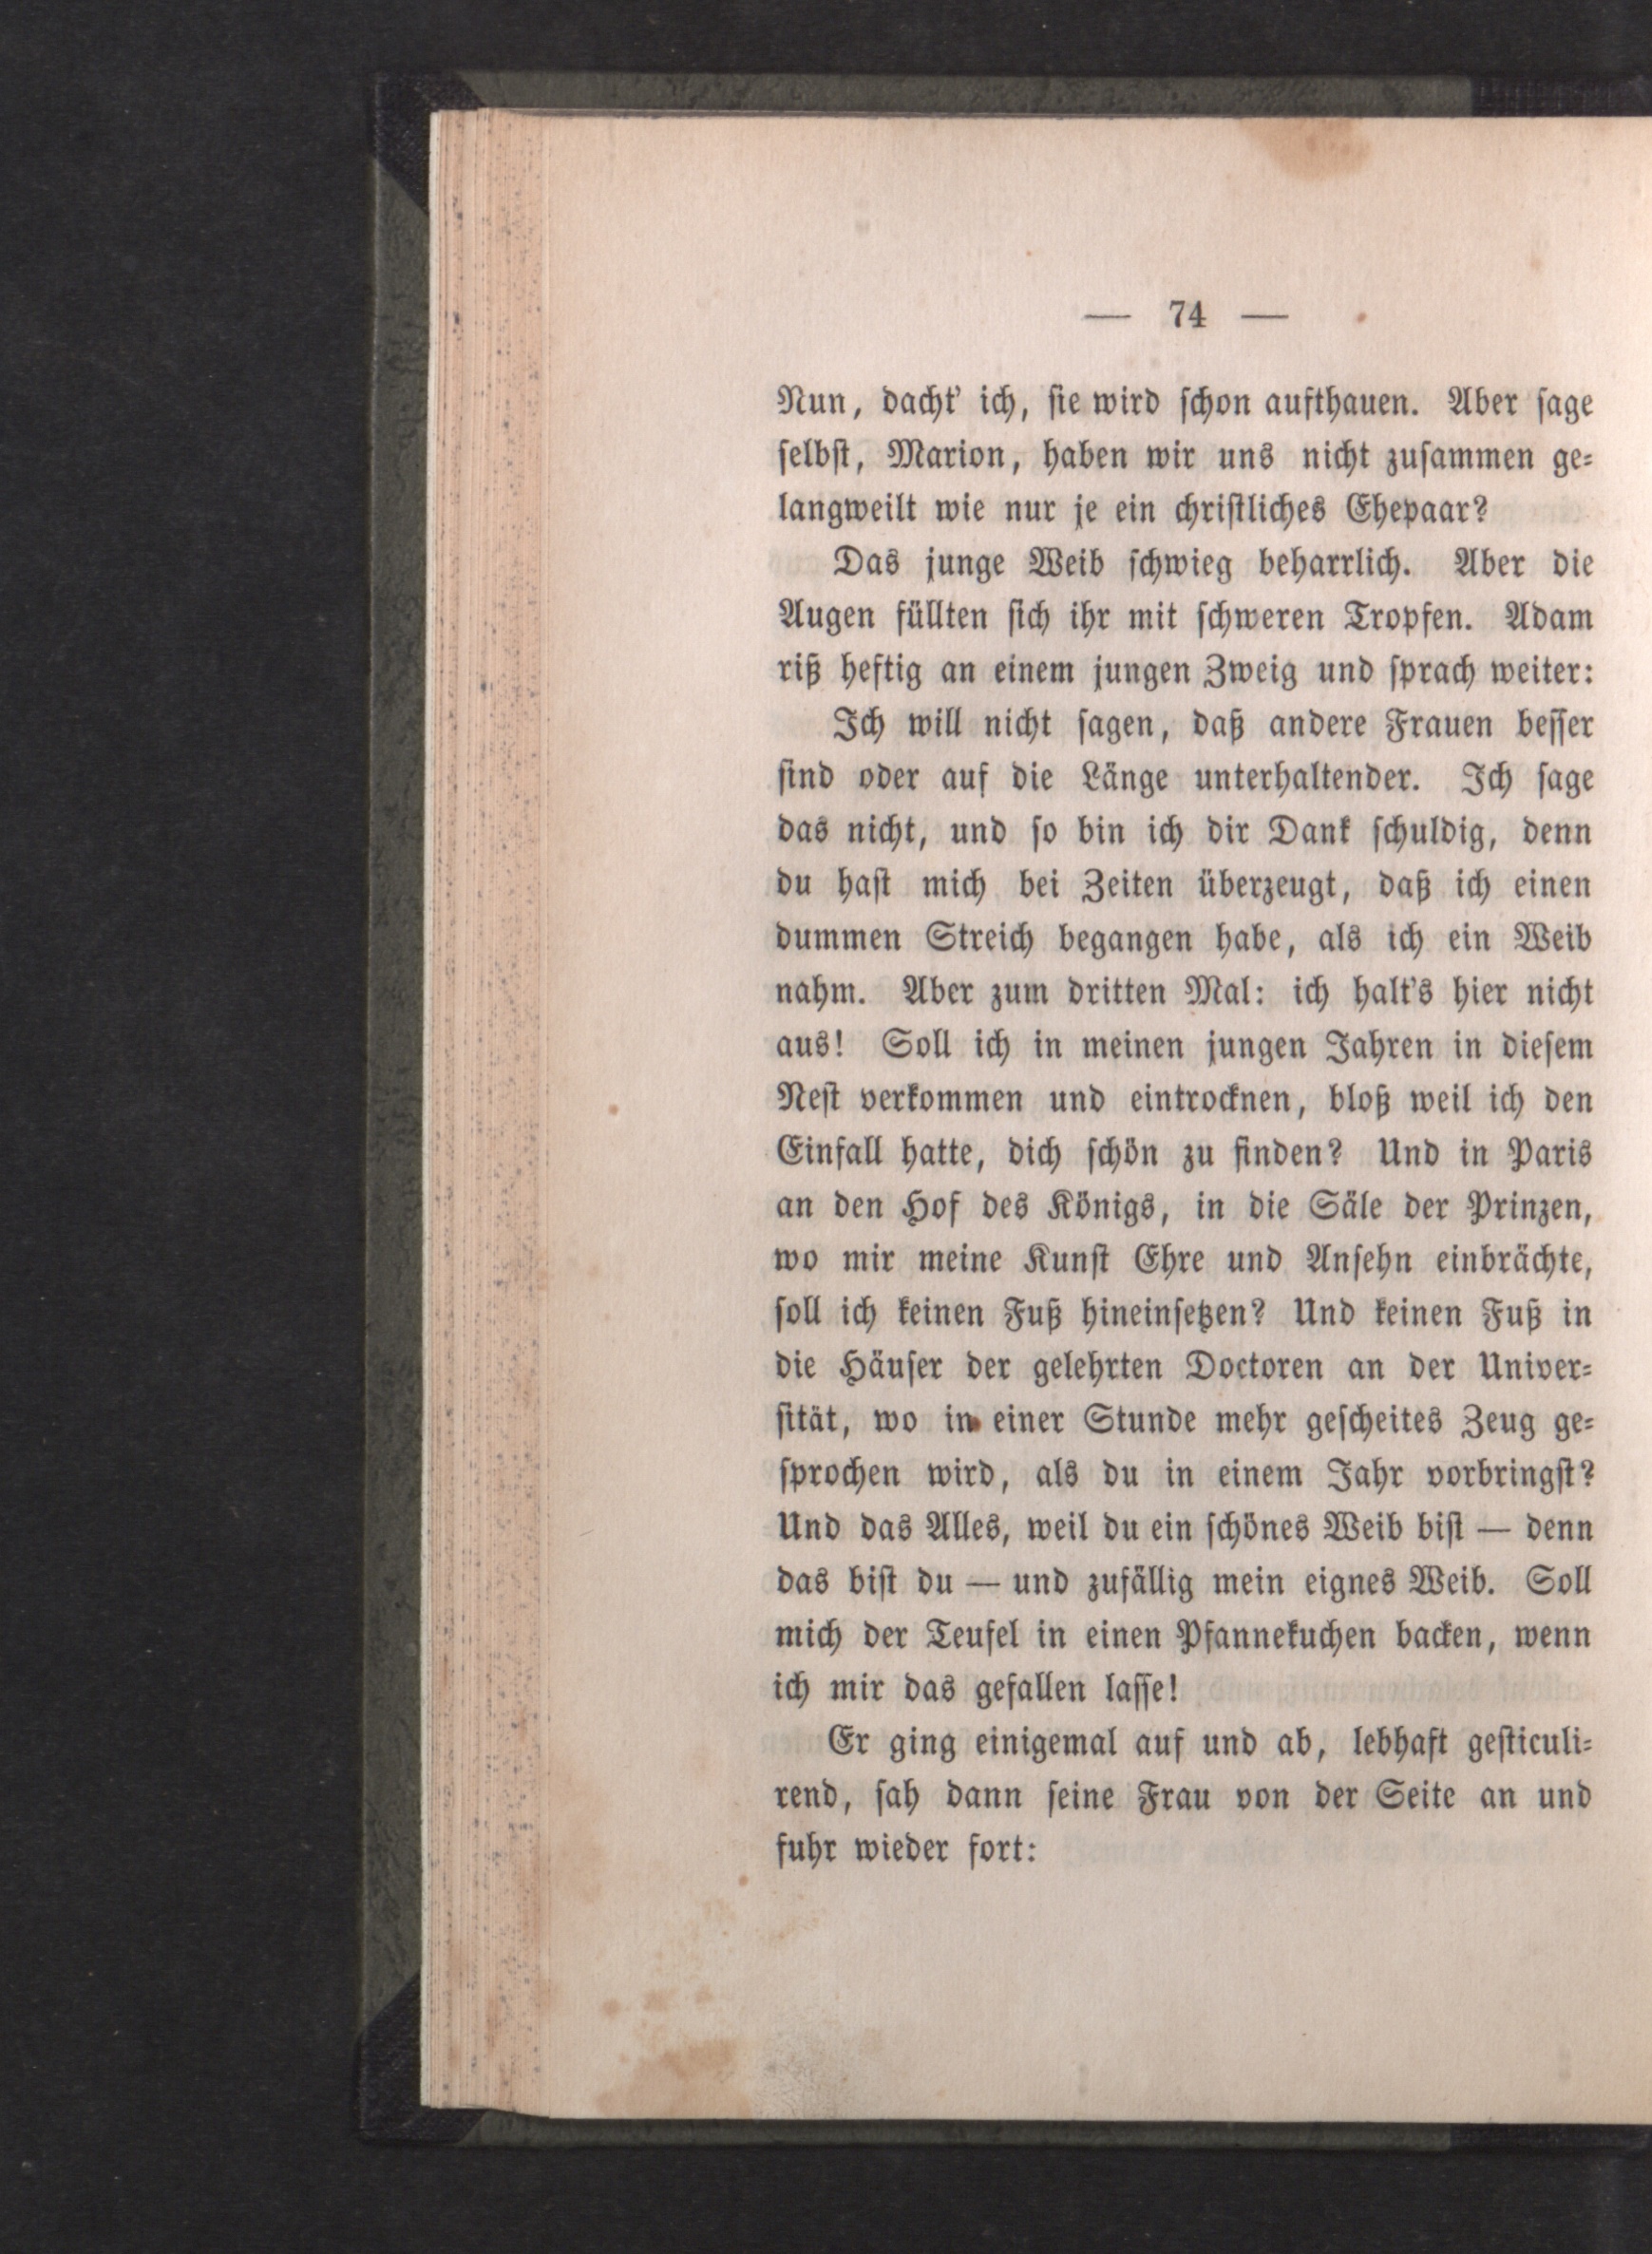 — 74 —
Nun, dacht' ich, ſie wird ſchon aufthauen. Aber ſage
ſelbſt, Marion, haben wir uns nicht zuſammen ge⸗
langweilt wie nur je ein chriſtliches Ehepaar?
Das junge Weib ſchwieg beharrlich. Aber die
Augen füllten ſich ihr mit ſchweren Tropfen. Adam
riß heftig an einem jungen Zweig und ſprach weiter:
Ich will nicht ſagen, daß andere Frauen beſſer
ſind oder auf die Länge unterhaltender. Ich ſage
das nicht, und ſo bin ich dir Dank ſchuldig, denn
du haſt mich bei Zeiten überzeugt, daß ich einen
dummen Streich begangen habe, als ich ein Weib
nahm. Aber zum dritten Mal: ich halt's hier nicht
aus! Soll ich in meinen jungen Jahren in dieſem
Neſt verkommen und eintrocknen, bloß weil ich den
Einfall hatte, dich ſchön zu finden? Und in Paris
an den Hof des Königs, in die Säle der Prinzen,
wo mir meine Kunſt Ehre und Anſehn einbrächte,
ſoll ich keinen Fuß hineinſetzen? Und keinen Fuß in
die Häuſer der gelehrten Doctoren an der Univer⸗
ſität, wo in einer Stunde mehr geſcheites Zeug ge⸗
ſprochen wird, als du in einem Jahr vorbringſt?
Und das Alles, weil du ein ſchönes Weib biſt — denn
das biſt du — und zufällig mein eignes Weib. Soll
mich der Teufel in einen Pfannekuchen backen, wenn
ich mir das gefallen laſſe!
Er ging einigemal auf und ab, lebhaft geſticuli⸗
rend, ſah dann ſeine Frau von der Seite an und
fuhr wieder fort: